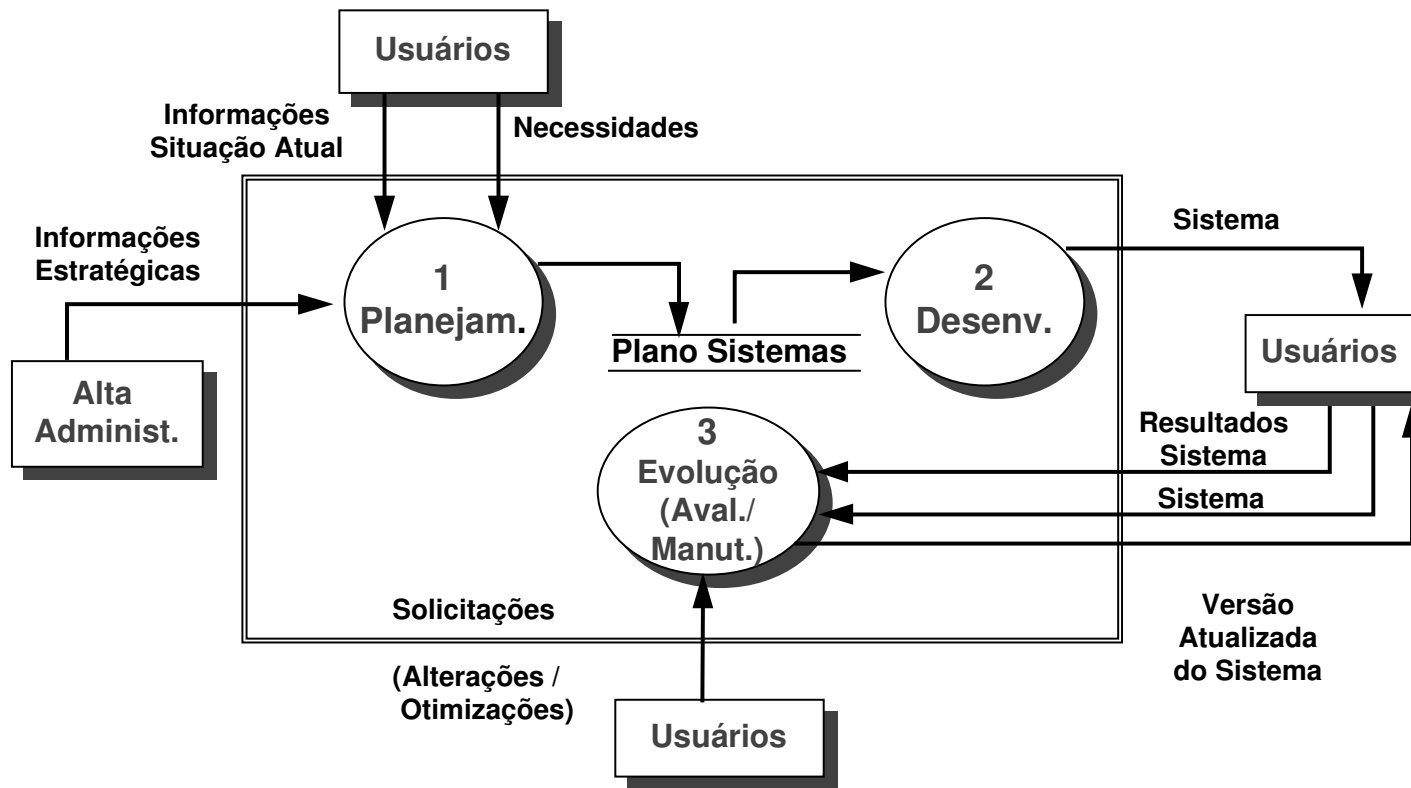 Usuários
Informações
Situação Atual
Necessidades
Informações
Estratégicas
Alta
Administ.
1
Planejam.
Plano Sistemas
2
Desenv.
Sistema
Usuários
Resultados
Sistema
Sistema
3
Evolução
(Aval./
Manut.)
Versão
Atualizada
do Sistema
Solicitações
(Alterações /
Otimizações)
Usuários